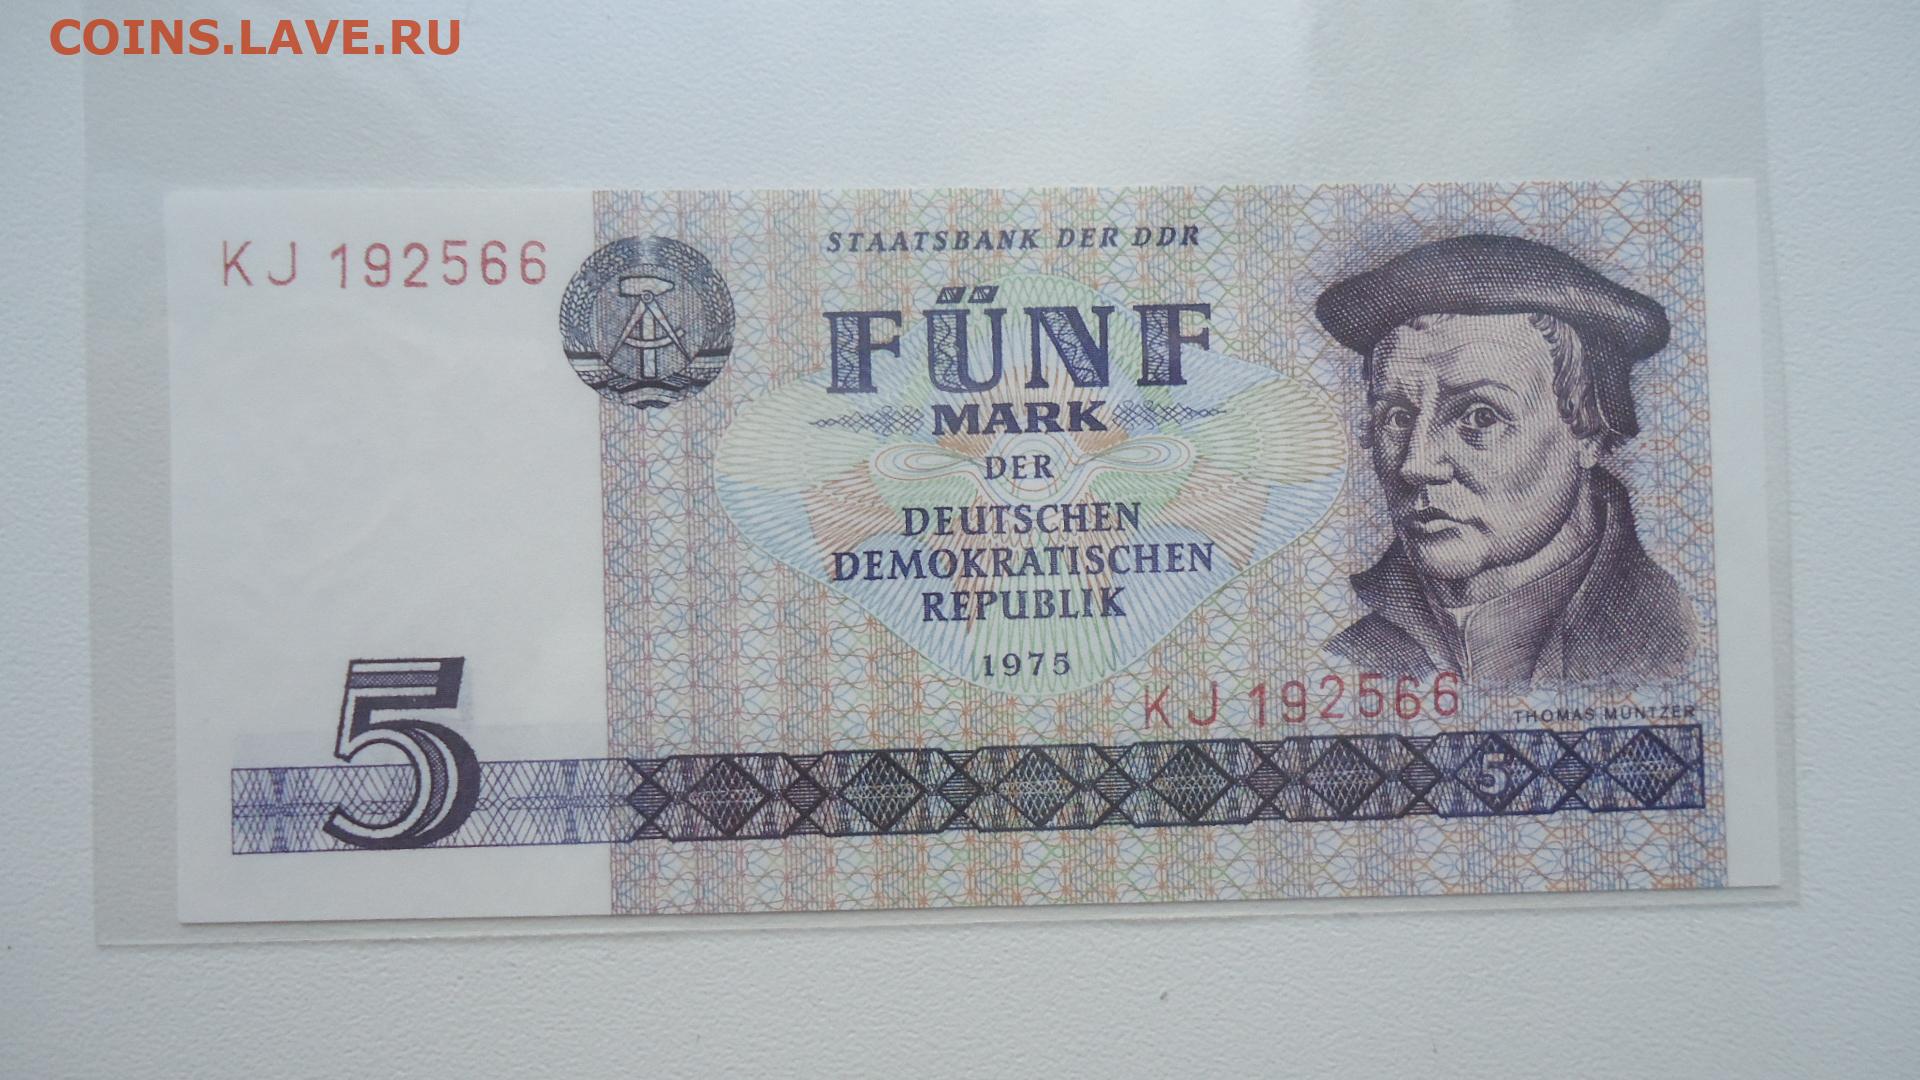 COINS.LAVE.RU
KJ 192566
STAATSBANK DER DDR
FÜNF
MARK
DER
DEUTSCHEN
DEMOKRATISCHEN
REPUBLIK
1975
KJ 192566
THOMAS MÜNTZER
5
5